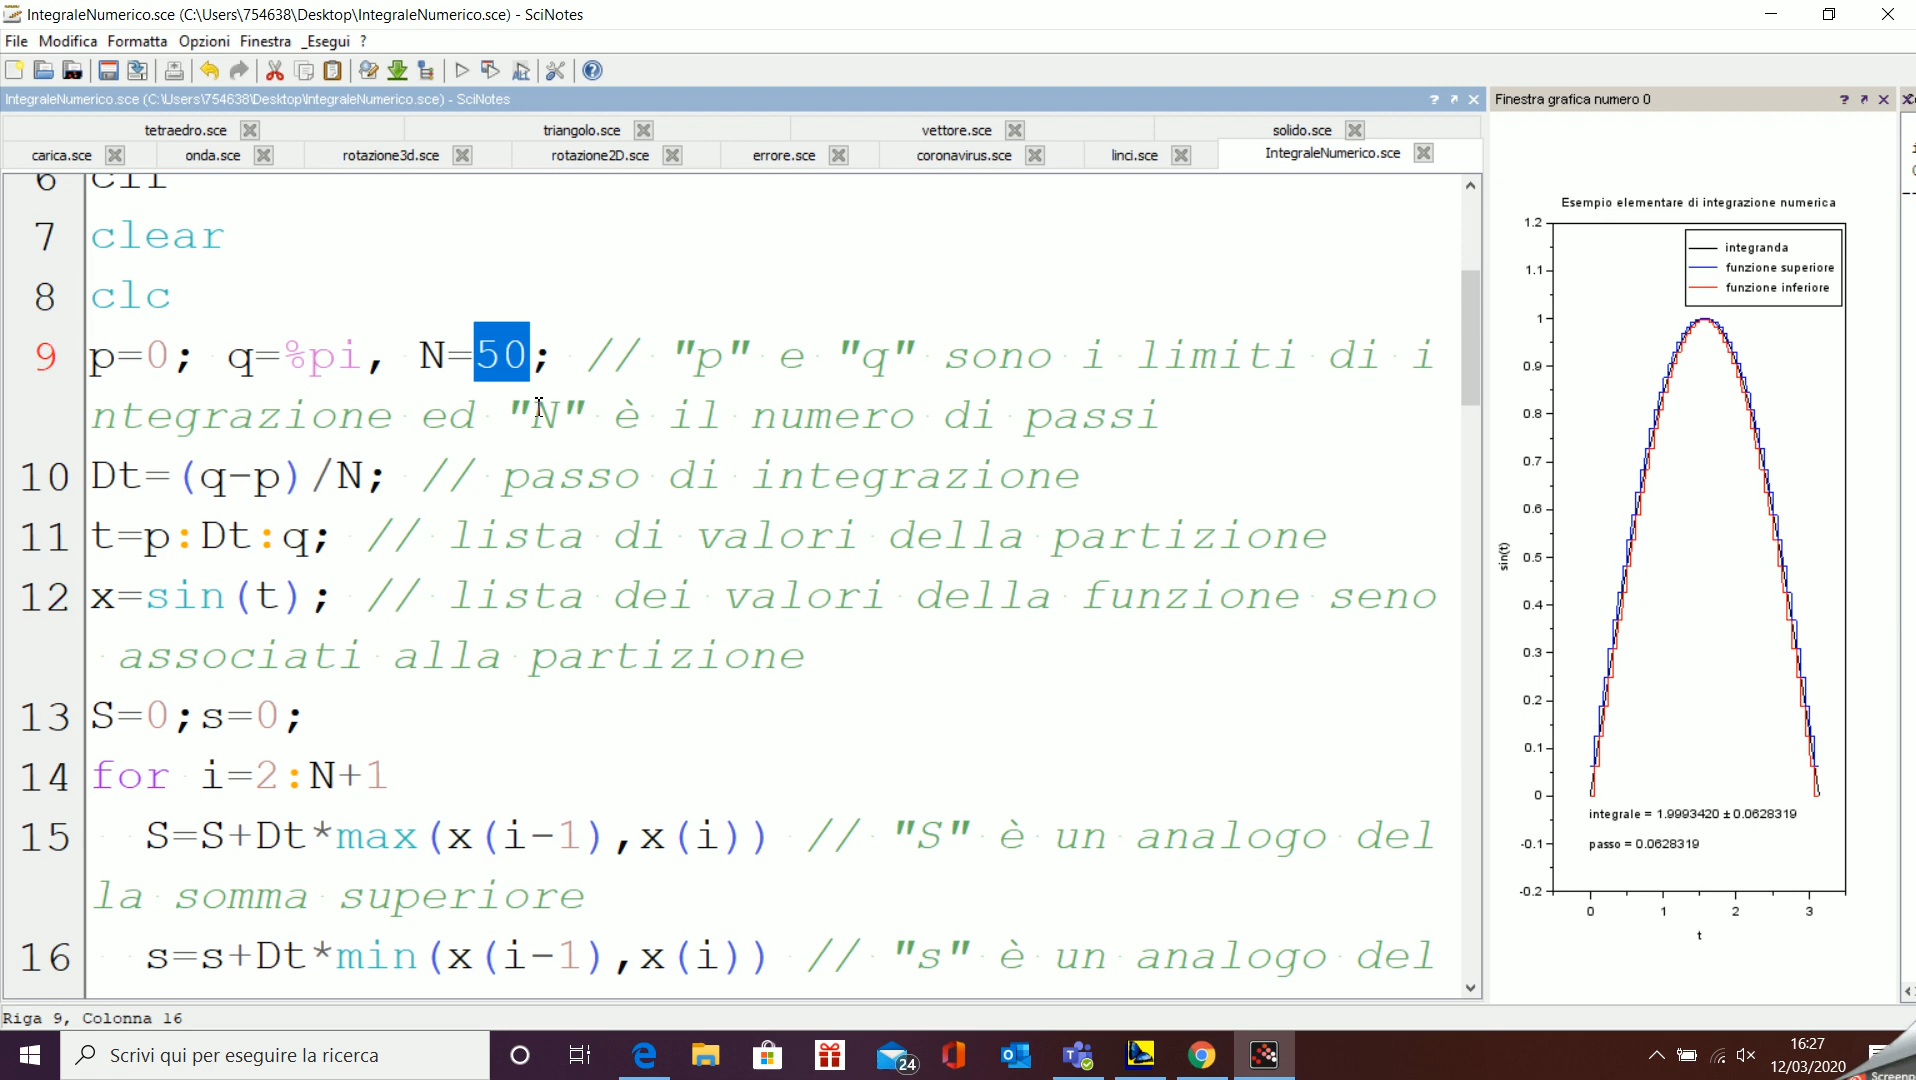 IntegraleNumerico.sce (C:\Users\754638\Desktop\IntegraleNumerico.sce) - SciNotes
File Modifica Formatta Opzioni Finestra _Esegui ?
IntegraleNumerico.sce (C:\Users\754638\Desktop\IntegraleNumerico.sce) - SciNotes
Finestra grafica numero 0
tetraedro.sce triangolo.sce vettore.sce solido.sce
carica.sce onda.sce rotazione3d.sce rotazione2D.sce errore.sce coronavirus.sce linci.sce IntegraleNumerico.sce
6
7 clear
8 clc
9 p=0; q=%pi, N=50; // "p" e "q" sono i limiti di i
ntegrazione ed "N" è il numero di passi
10 Dt=(q-p)/N; // passo di integrazione
11 t=p:Dt:q; // lista di valori della partizione
12 x=sin(t); // lista dei valori della funzione seno
associati alla partizione
13 S=0;s=0;
14 for i=2:N+1
15 S=S+Dt*max(x(i-1),x(i)) // "S" è un analogo del
la somma superiore
16 s=s+Dt*min(x(i-1),x(i)) // "s" è un analogo del
Riga 9, Colonna 16
Esempio elementare di integrazione numerica
integranda
funzione superiore
funzione inferiore
1.2
1.1
1
0.9
0.8
0.7
0.6
0.5
0.4
0.3
0.2
0.1
0
-0.1
-0.2
sin(t)
integrale = 1.9993420 ± 0.0628319
passo = 0.0628319
0 1 2 3
t
Scrivi qui per eseguire la ricerca
24
16:27
12/03/2020